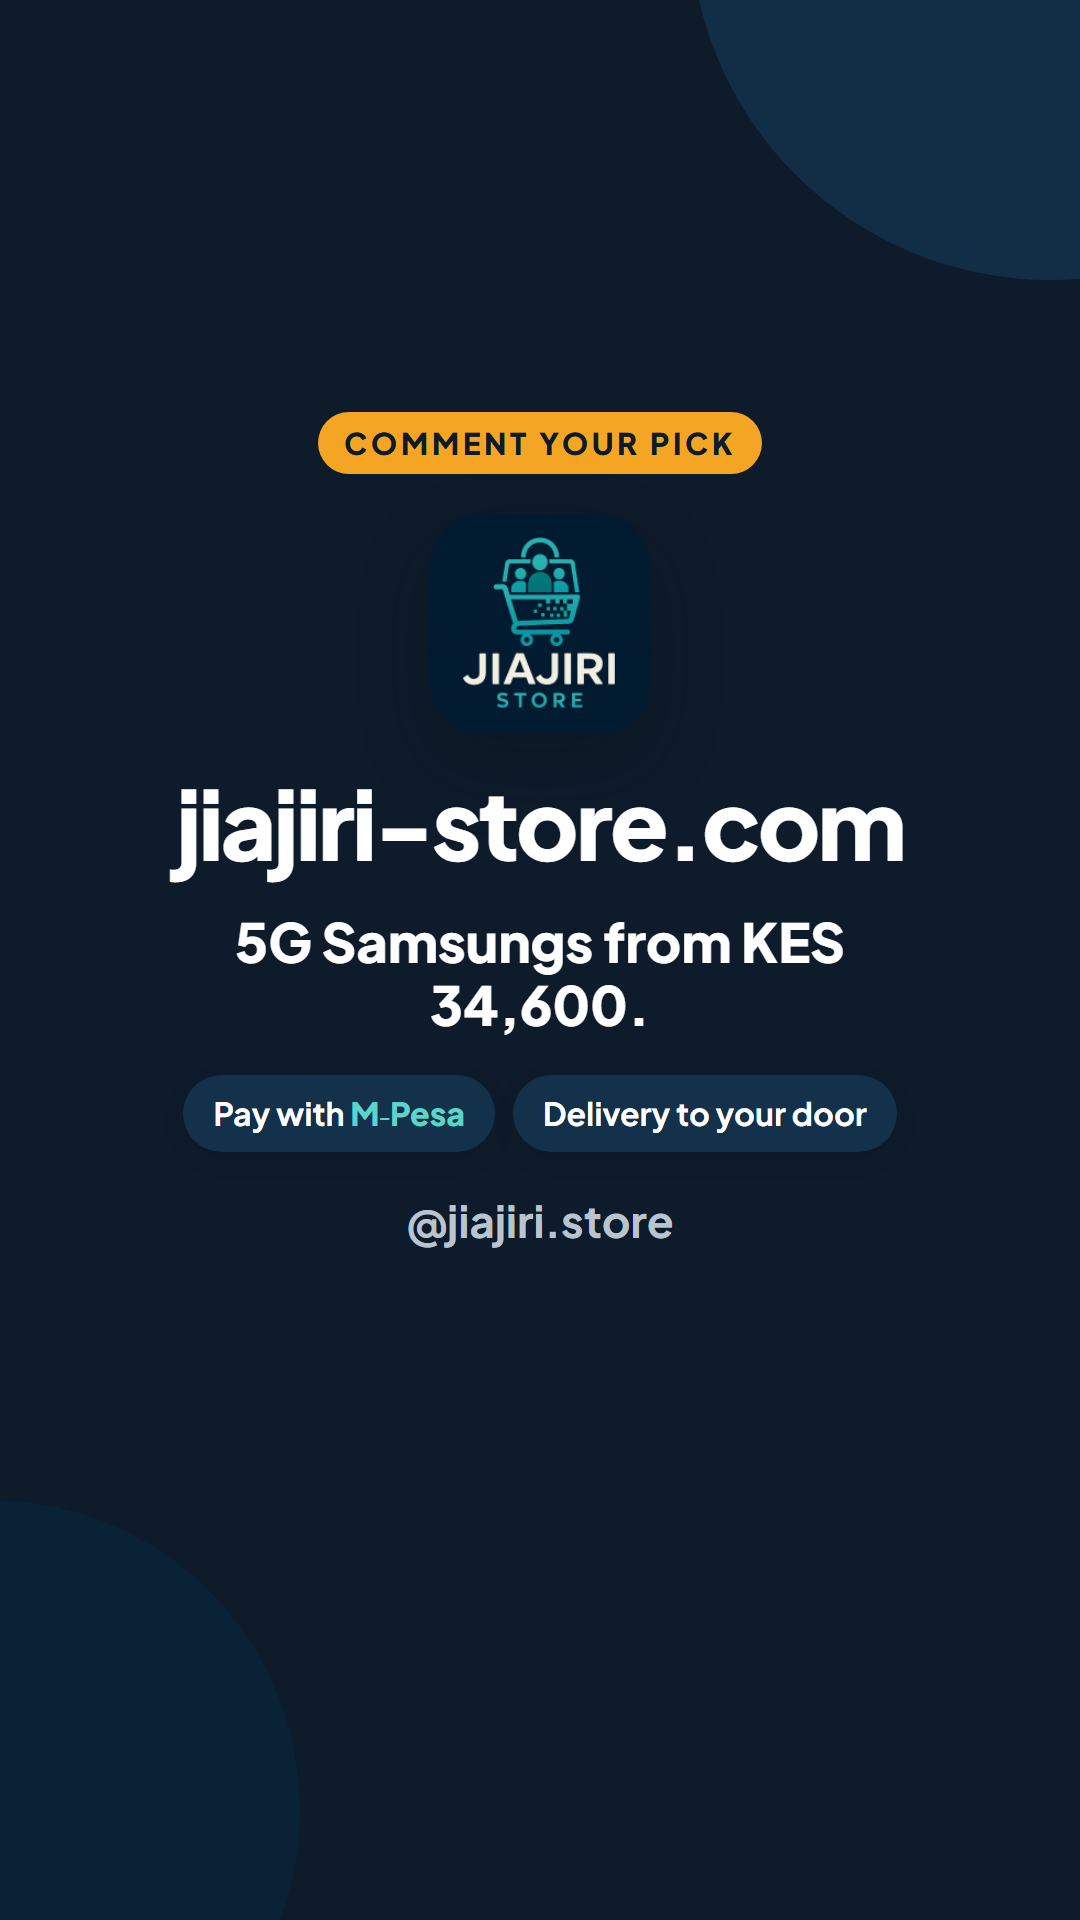 COMMENT YOUR PICK
JIAJIRI
STORE
jiajiri-store.com
5G Samsungs from KES
34,600.
Pay with M-Pesa
Delivery to your door
@jiajiri.store